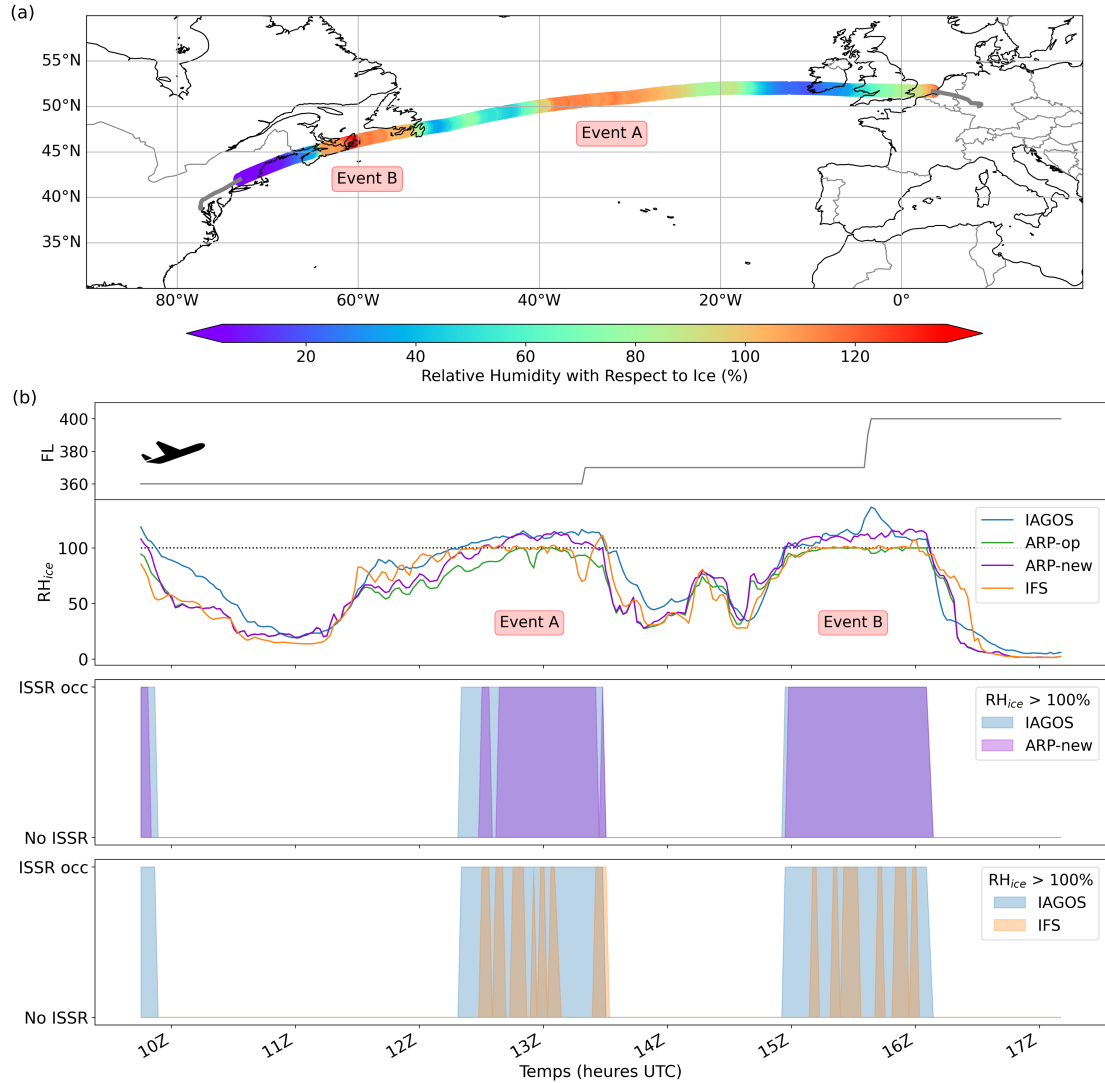 (a)
55°N
50°N
45°N
40°N
35°N
Event A
Event B
80°W 60°W 40°W 20°W 0°
20 40 60 80 100 120
Relative Humidity with Respect to Ice (%)
(b)
400
380
360
FL
100
50
0
RHice
IAGOS
ARP-op
ARP-new
IFS
Event A
Event B
ISSR occ
No ISSR
RHice > 100%
IAGOS
ARP-new
ISSR occ
No ISSR
RHice > 100%
IAGOS
IFS
10Z 11Z 12Z 13Z 14Z 15Z 16Z 17Z
Temps (heures UTC)